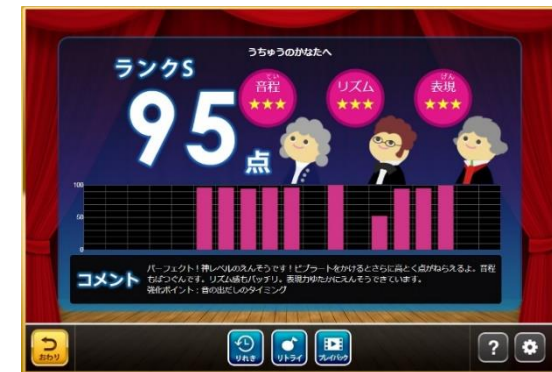 うちゅうのかなたへ
ランクS
95点
音程
てい
★★★
リズム
★★★
表現
げん
★★★
100
50
0
コメント
パーフェクト！神レベルのえんそうです！ビブラートをかけるとさらに高とく点がねらえるよ。音程
もばつぐんです。リズム感もバッチリ。表現力ゆたかにえんそうできています。
強化ポイント：音の出だしのタイミング
おわり
りれき
リトライ
プレイバック
?